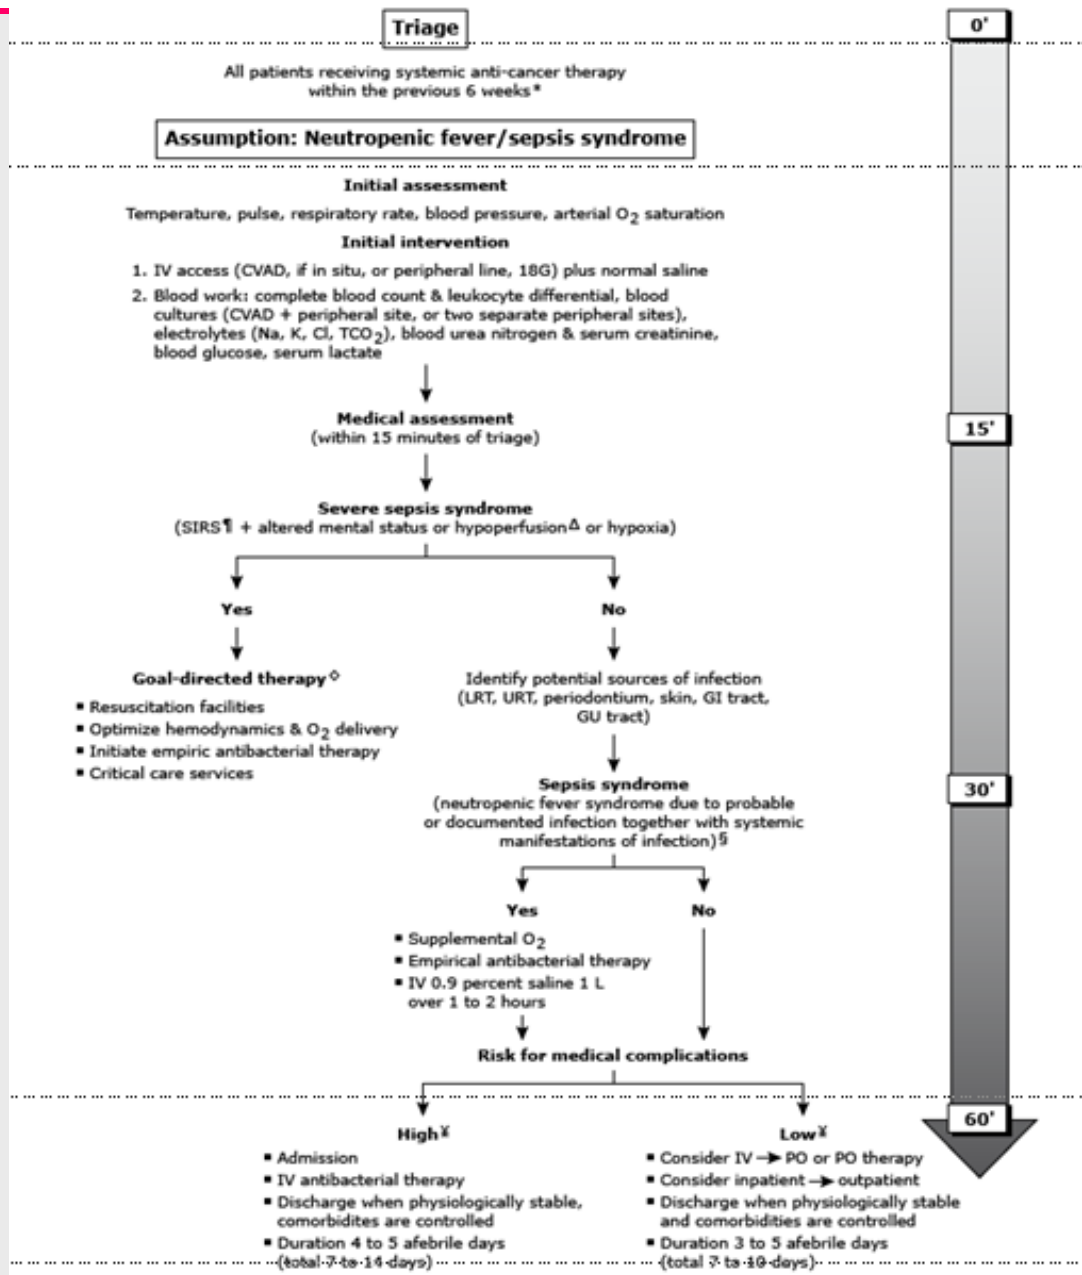 Triage
0'
All patients receiving systemic anti-cancer therapy
within the previous 6 weeks*
Assumption: Neutropenic fever/sepsis syndrome
Initial assessment
Temperature, pulse, respiratory rate, blood pressure, arterial O2 saturation
Initial intervention
1. IV access (CVAD, if in situ, or peripheral line, 18G) plus normal saline
2. Blood work: complete blood count & leukocyte differential, blood
cultures (CVAD + peripheral site, or two separate peripheral sites),
electrolytes (Na, K, Cl, TCO2), blood urea nitrogen & serum creatinine,
blood glucose, serum lactate
Medical assessment
(within 15 minutes of triage)
15'
Severe sepsis syndrome
(SIRS¶ + altered mental status or hypoperfusionΔ or hypoxia)
Yes
No
Goal-directed therapy◇
▪ Resuscitation facilities
▪ Optimize hemodynamics & O2 delivery
▪ Initiate empiric antibacterial therapy
▪ Critical care services
Identify potential sources of infection
(LRT, URT, periodontium, skin, GI tract,
GU tract)
Sepsis syndrome
(neutropenic fever syndrome due to probable
or documented infection together with systemic
manifestations of infection)§
30'
Yes
No
▪ Supplemental O2
▪ Empirical antibacterial therapy
▪ IV 0.9 percent saline 1 L
over 1 to 2 hours
Risk for medical complications
60'
High¥
▪ Admission
▪ IV antibacterial therapy
▪ Discharge when physiologically stable,
comorbidites are controlled
▪ Duration 4 to 5 afebrile days
(total 7 to 14 days)
Low¥
▪ Consider IV → PO or PO therapy
▪ Consider inpatient → outpatient
▪ Discharge when physiologically stable
and comorbidities are controlled
▪ Duration 3 to 5 afebrile days
(total 7 to 10 days)